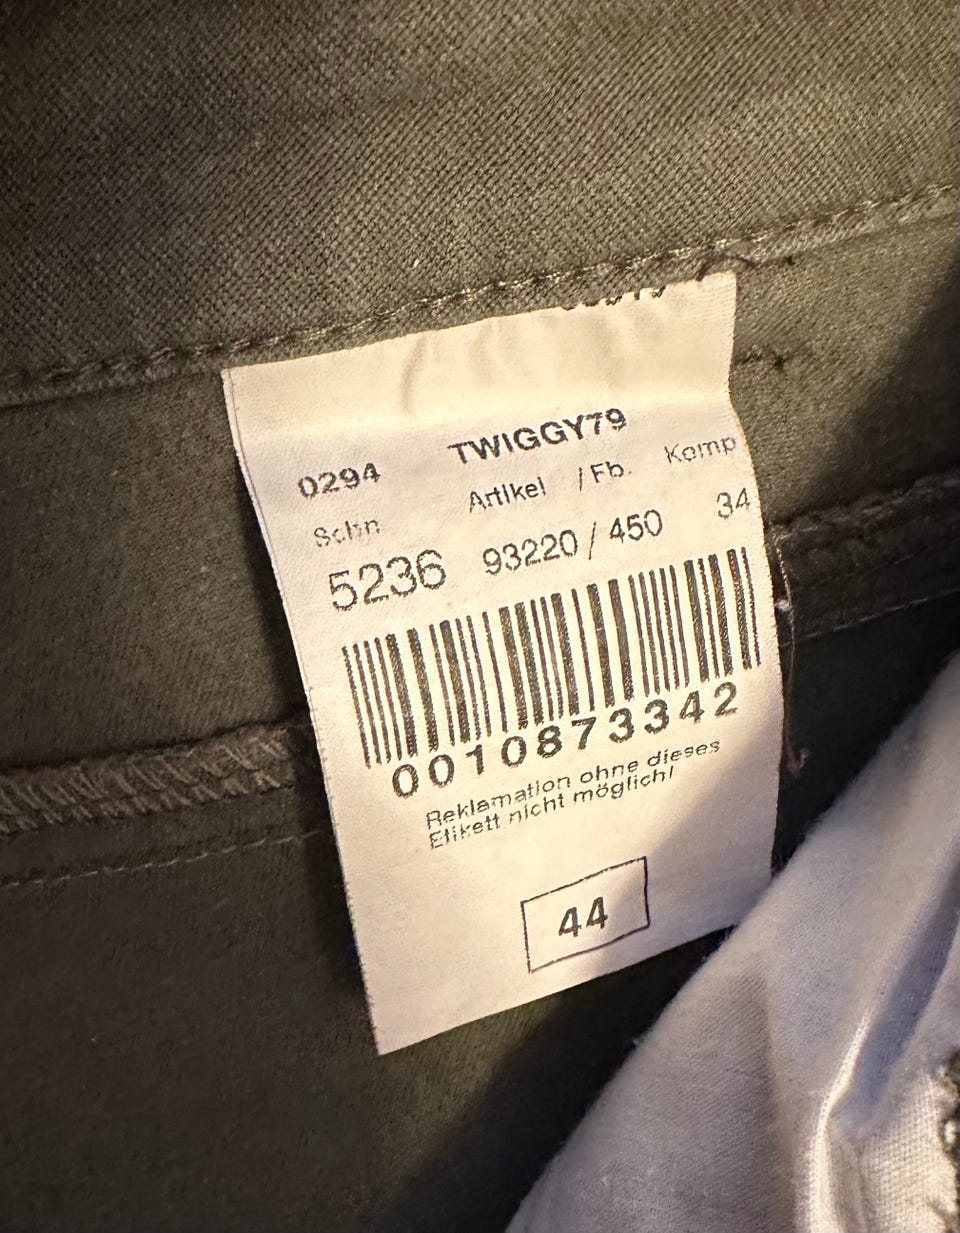 0294 TWIGGY79
Schn Artikel / Fb. Komp
5236 93220 / 450 34
0010873342
Reklamation ohne dieses
Etikett nicht möglich!
44